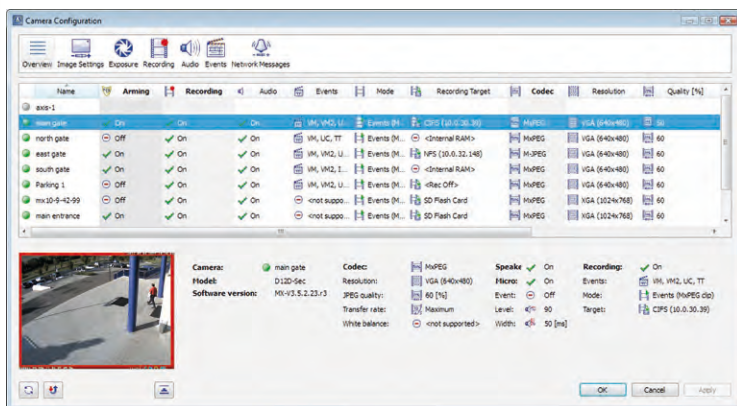 Camera Configuration
Overview Image Settings Exposure Recording Audio Events Network Messages
Name Arming Recording Audio Events Mode Recording Target Codec Resolution Quality [%]
axis-1
main gate On On On VM, VM2, U... Events (M... CIFS (10.0.30.39) MxPEG VGA (640x480) 60
north gate Off On On VM, UC, TT Events (M... <Internal RAM> MxPEG VGA (640x480) 60
east gate On On On VM, VM2, U... Events (M... NFS (10.0.32.148) M-JPEG VGA (640x480) 60
south gate On On On VM, VM2, I... Events (M... <Internal RAM> MxPEG VGA (640x480) 60
Parking 1 Off On On VM, VM2, U... Events (M... <Rec Off> MxPEG VGA (640x480) 60
mx10-9-42-99 Off On On <not suppo... Events (M... SD Flash Card MxPEG XGA (1024x768) 60
main entrance On On On <not suppo... Events (M... SD Flash Card MxPEG XGA (1024x768) 60
Camera: main gate Codec: MxPEG Speake On Recording: On
Model: D12D-Sec Resolution: VGA (640x480) Micro: On Events: VM, VM2, UC, TT
Software version: MX-V3.5.2.23.r3 JPEG quality: 60 [%] Event: Off Mode: Events (MxPEG clip)
Transfer rate: Maximum Level: 90 Target: CIFS (10.0.30.39)
White balance: <not supported> Width: 50 [ms]
OK Cancel Apply